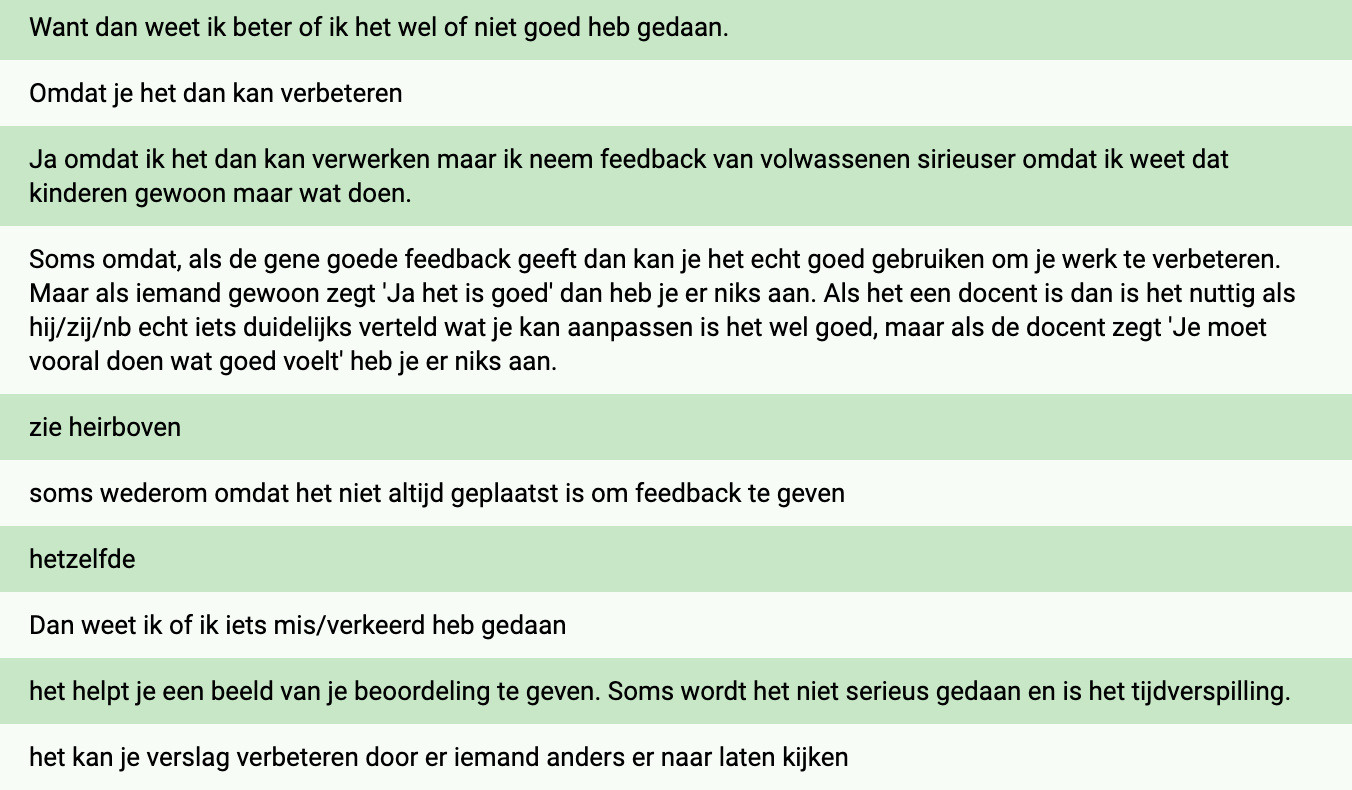 Want dan weet ik beter of ik het wel of niet goed heb gedaan.
Omdat je het dan kan verbeteren
Ja omdat ik het dan kan verwerken maar ik neem feedback van volwassenen sirieuser omdat ik weet dat
kinderen gewoon maar wat doen.
Soms omdat, als de gene goede feedback geeft dan kan je het echt goed gebruiken om je werk te verbeteren.
Maar als iemand gewoon zegt 'Ja het is goed' dan heb je er niks aan. Als het een docent is dan is het nuttig als
hij/zij/nb echt iets duidelijks verteld wat je kan aanpassen is het wel goed, maar als de docent zegt 'Je moet
vooral doen wat goed voelt' heb je er niks aan.
zie heirboven
soms wederom omdat het niet altijd geplaatst is om feedback te geven
hetzelfde
Dan weet ik of ik iets mis/verkeerd heb gedaan
het helpt je een beeld van je beoordeling te geven. Soms wordt het niet serieus gedaan en is het tijdverspilling.
het kan je verslag verbeteren door er iemand anders er naar laten kijken